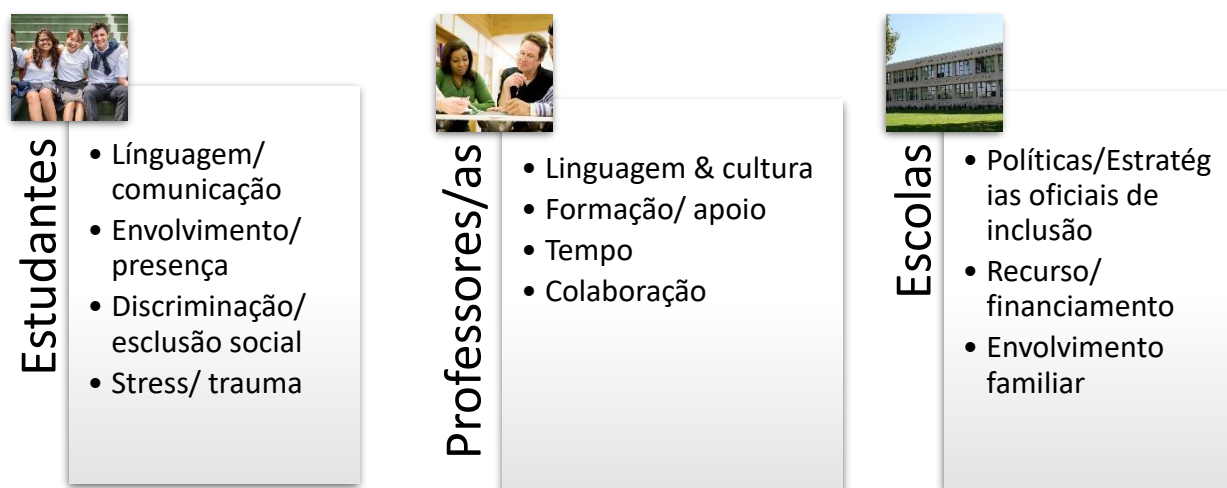 Estudantes
• Línguagem/
comunicação
• Envolvimento/
presença
• Discriminação/
esclusão social
• Stress/ trauma
Professores/as
• Linguagem & cultura
• Formação/ apoio
• Tempo
• Colaboração
Escolas
• Políticas/Estratég
ias oficiais de
inclusão
• Recurso/
financiamento
• Envolvimento
familiar